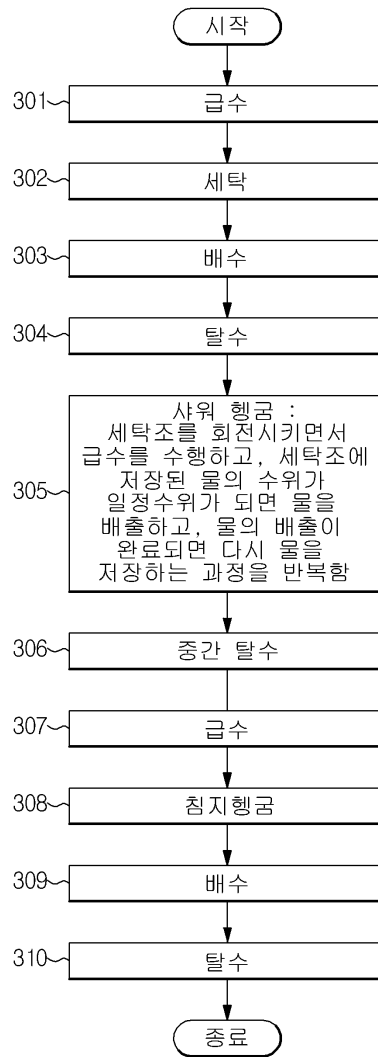 시작
301 급수
302 세탁
303 배수
304 탈수
305
샤워 헹굼 :
세탁조를 회전시키면서
급수를 수행하고, 세탁조에
저장된 물의 수위가
일정수위가 되면 물을
배출하고, 물의 배출이
완료되면 다시 물을
저장하는 과정을 반복함
306 중간 탈수
307 급수
308 침지헹굼
309 배수
310 탈수
종료